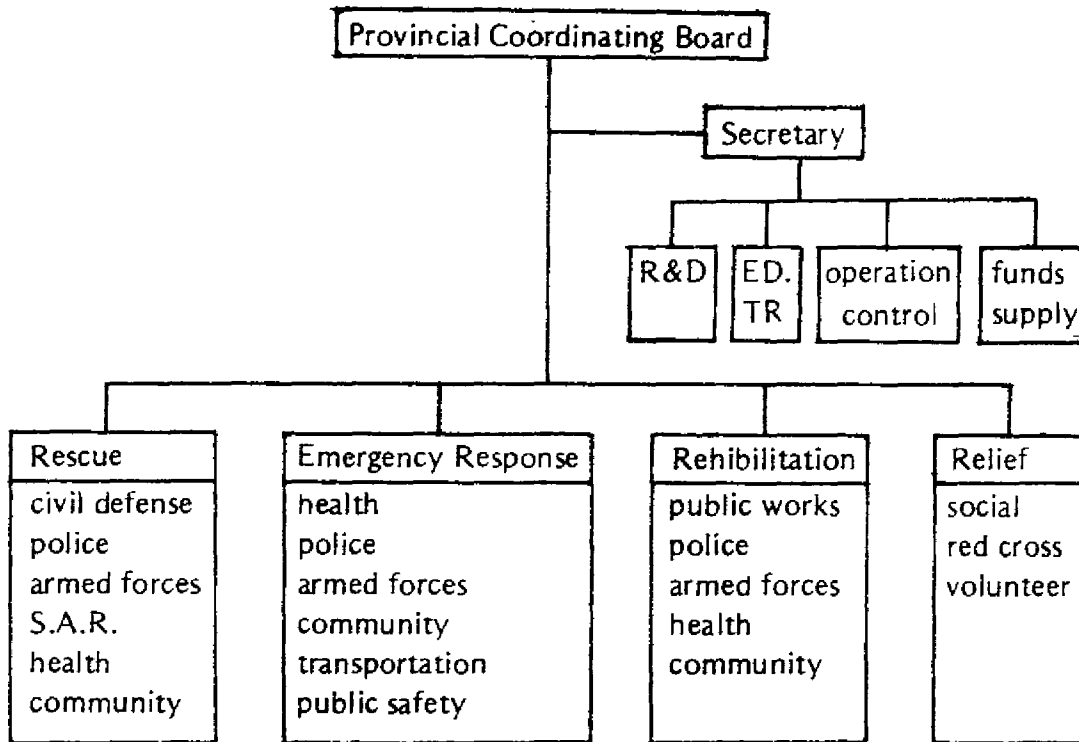 Provincial Coordinating Board
Secretary
R&D
ED.
TR
operation
control
funds
supply
Rescue
civil defense
police
armed forces
S.A.R.
health
community
Emergency Response
health
police
armed forces
community
transportation
public safety
Rehibilitation
public works
police
armed forces
health
community
Relief
social
red cross
volunteer